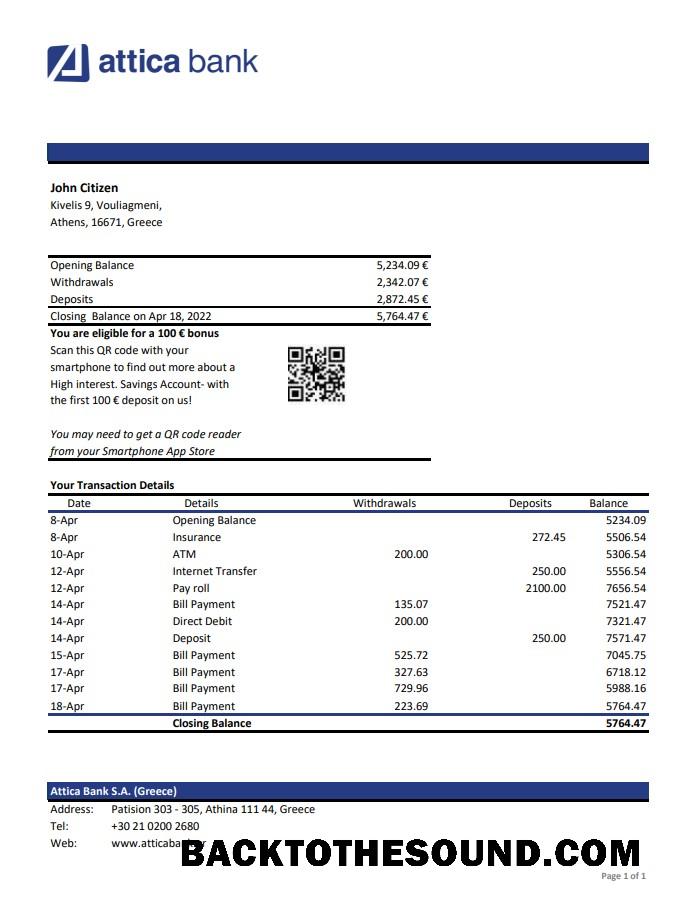 attica bank
John Citizen
Kivelis 9, Vouliagmeni,
Athens, 16671, Greece
Opening Balance 5,234.09 €
Withdrawals 2,342.07 €
Deposits 2,872.45 €
Closing Balance on Apr 18, 2022 5,764.47 €
You are eligible for a 100 € bonus
Scan this QR code with your
smartphone to find out more about a
High interest. Savings Account- with
the first 100 € deposit on us!
You may need to get a QR code reader
from your Smartphone App Store
Your Transaction Details
Date Details Withdrawals Deposits Balance
8-Apr Opening Balance 5234.09
8-Apr Insurance 272.45 5506.54
10-Apr ATM 200.00 5306.54
12-Apr Internet Transfer 250.00 5556.54
12-Apr Pay roll 2100.00 7656.54
14-Apr Bill Payment 135.07 7521.47
14-Apr Direct Debit 200.00 7321.47
14-Apr Deposit 250.00 7571.47
15-Apr Bill Payment 525.72 7045.75
17-Apr Bill Payment 327.63 6718.12
17-Apr Bill Payment 729.96 5988.16
18-Apr Bill Payment 223.69 5764.47
Closing Balance 5764.47
Attica Bank S.A. (Greece)
Address: Patision 303 - 305, Athina 111 44, Greece
Tel: +30 21 0200 2680
Web:
BACKTOTHESOUND.COM
Page 1 of 1